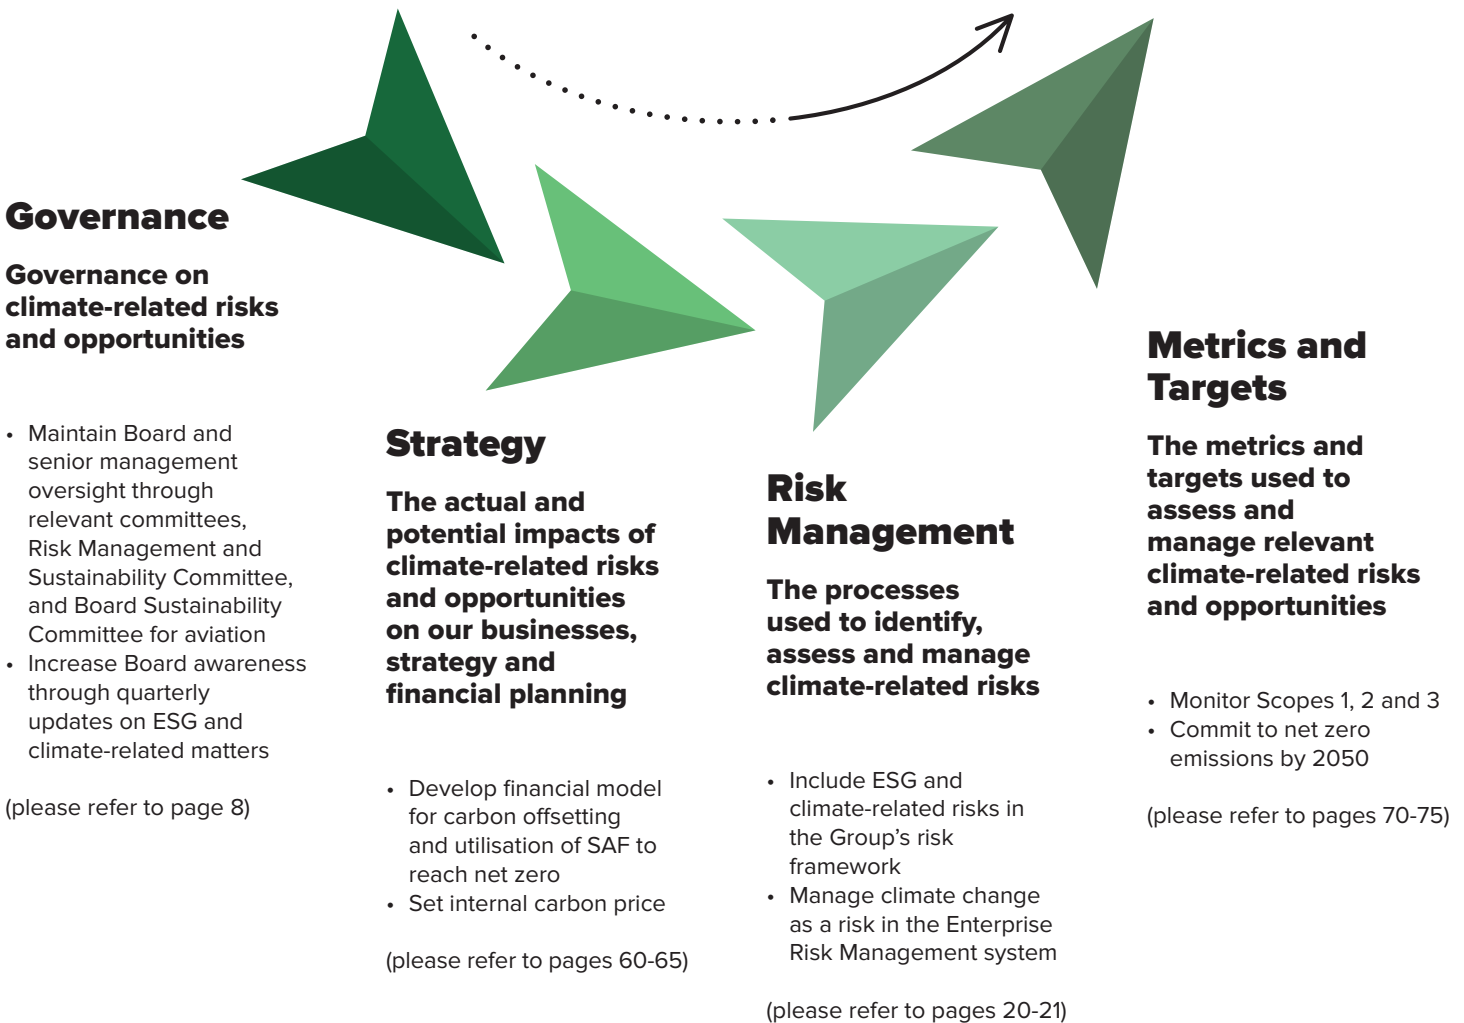 Governance
Governance on
climate-related risks
and opportunities
• Maintain Board and
senior management
oversight through
relevant committees,
Risk Management and
Sustainability Committee,
and Board Sustainability
Committee for aviation
• Increase Board awareness
through quarterly
updates on ESG and
climate-related matters
(please refer to page 8)
Strategy
The actual and
potential impacts of
climate-related risks
and opportunities
on our businesses,
strategy and
financial planning
• Develop financial model
for carbon offsetting
and utilisation of SAF to
reach net zero
• Set internal carbon price
(please refer to pages 60-65)
Risk
Management
The processes
used to identify,
assess and manage
climate-related risks
• Include ESG and
climate-related risks in
the Group's risk
framework
• Manage climate change
as a risk in the Enterprise
Risk Management system
(please refer to pages 20-21)
Metrics and
Targets
The metrics and
targets used to
assess and
manage relevant
climate-related risks
and opportunities
• Monitor Scopes 1, 2 and 3
• Commit to net zero
emissions by 2050
(please refer to pages 70-75)